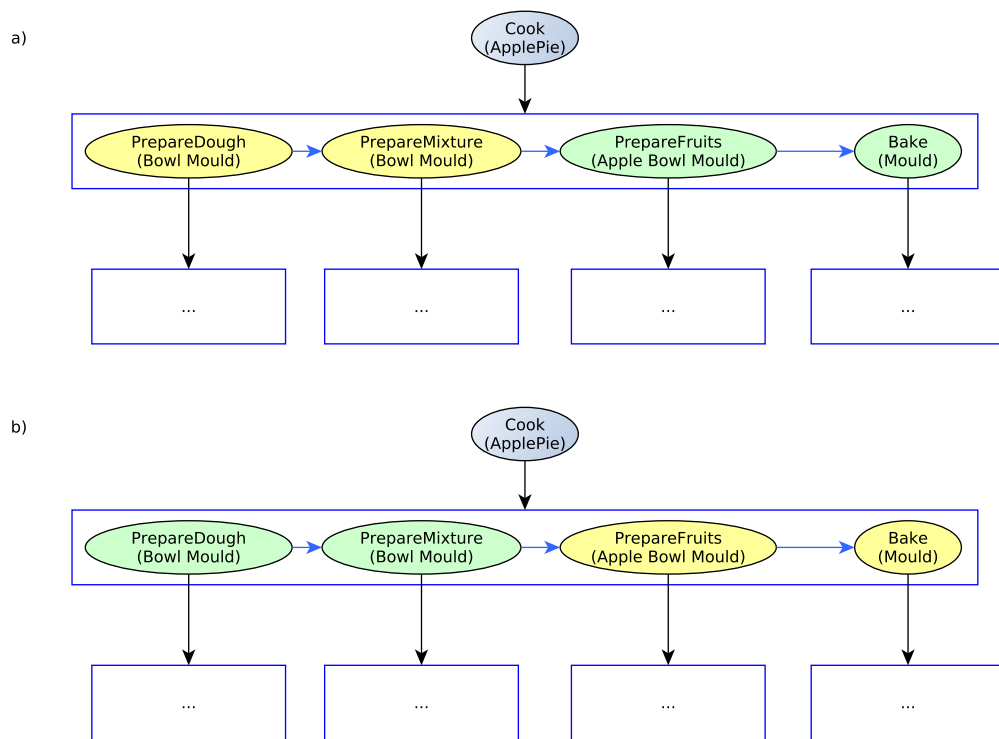 a)
Cook
(ApplePie)
PrepareDough
(Bowl Mould)
PrepareMixture
(Bowl Mould)
PrepareFruits
(Apple Bowl Mould)
Bake
(Mould)
...
...
...
...
b)
Cook
(ApplePie)
PrepareDough
(Bowl Mould)
PrepareMixture
(Bowl Mould)
PrepareFruits
(Apple Bowl Mould)
Bake
(Mould)
...
...
...
...